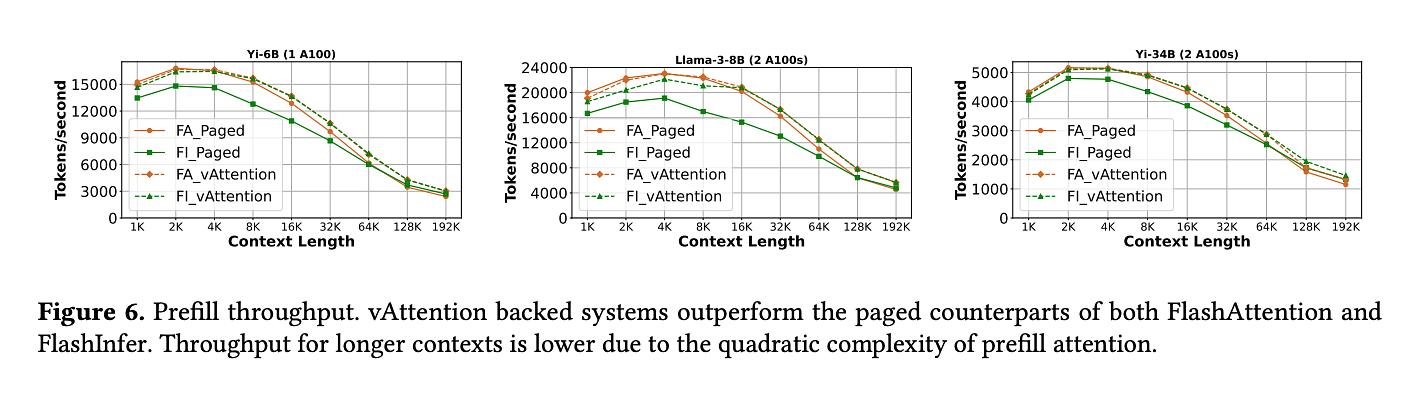 Yi-6B (1 A100)
15000
12000
9000
6000
3000
0
Tokens/second
FA_Paged
FI_Paged
FA_vAttention
FI_vAttention
1K 2K 4K 8K 16K 32K 64K 128K 192K
Context Length
Llama-3-8B (2 A100s)
24000
20000
16000
12000
8000
4000
0
Tokens/second
FA_Paged
FI_Paged
FA_vAttention
FI_vAttention
1K 2K 4K 8K 16K 32K 64K 128K 192K
Context Length
Yi-34B (2 A100s)
5000
4000
3000
2000
1000
0
Tokens/second
FA_Paged
FI_Paged
FA_vAttention
FI_vAttention
1K 2K 4K 8K 16K 32K 64K 128K 192K
Context Length
Figure 6. Prefill throughput. vAttention backed systems outperform the paged counterparts of both FlashAttention and
FlashInfer. Throughput for longer contexts is lower due to the quadratic complexity of prefill attention.